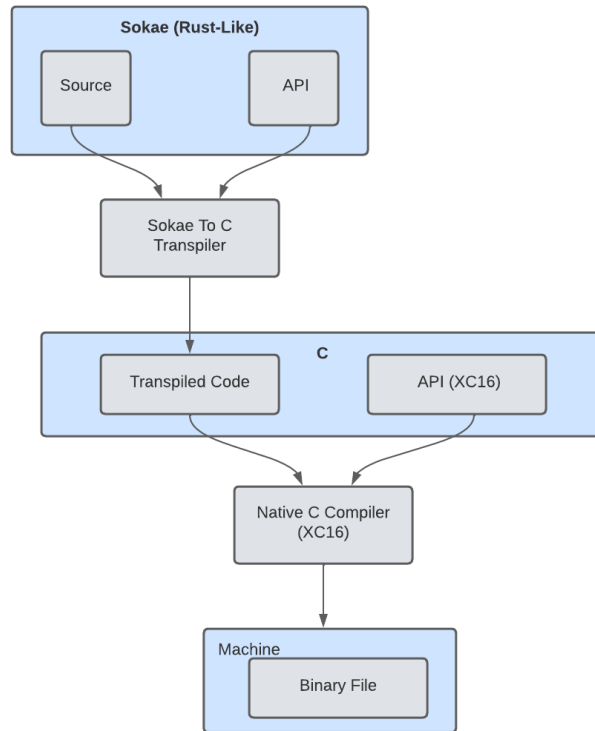 Sokae (Rust-Like)
Source
API
Sokae To C
Transpiler
C
Transpiled Code
API (XC16)
Native C Compiler
(XC16)
Machine
Binary File